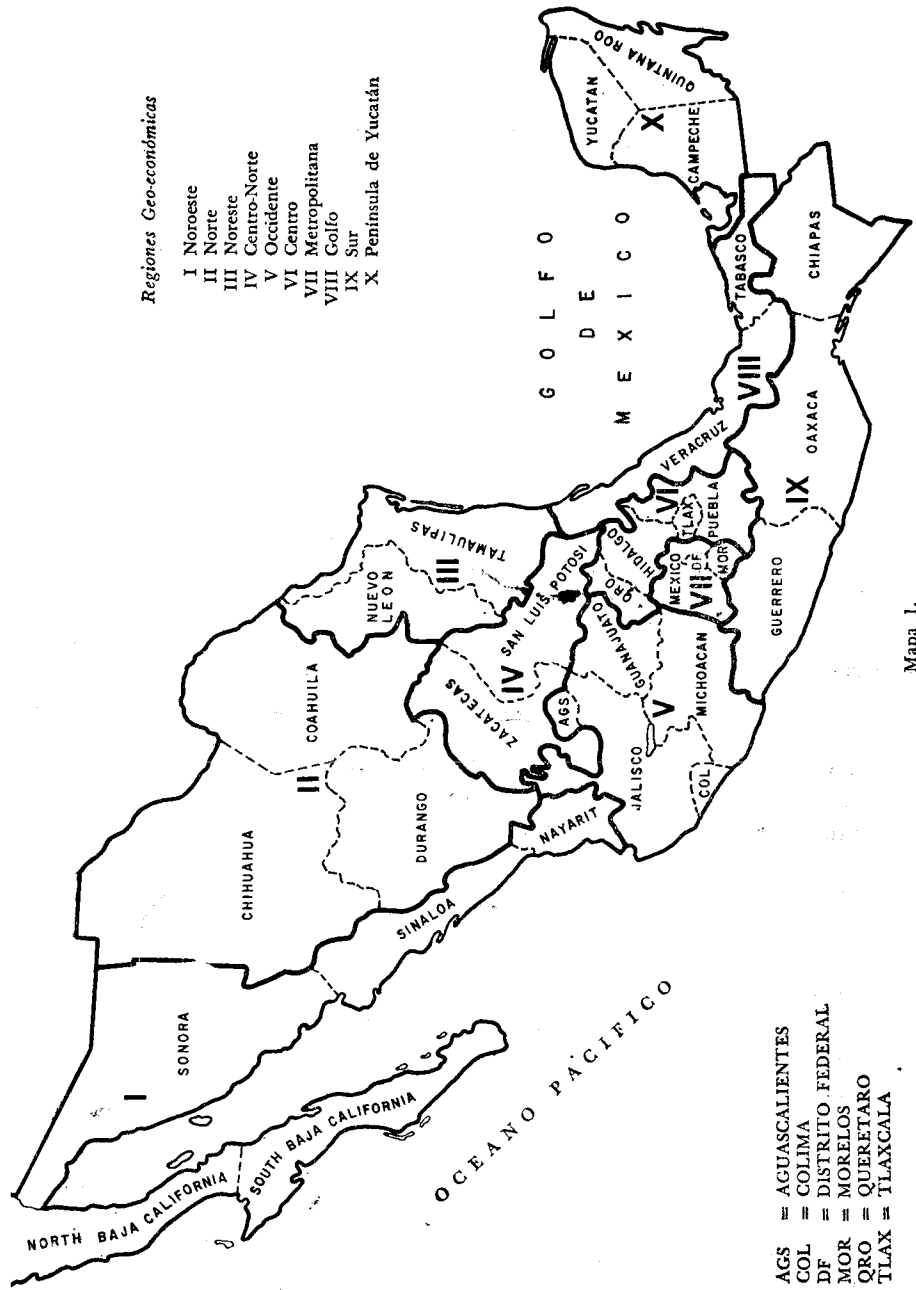 Regiones Geo-económicas
I Noroeste
II Norte
III Noreste
IV Centro-Norte
V Occidente
VI Centro
VII Metropolitana
VIII Golfo
IX Sur
X Península de Yucatán
NORTH BAJA CALIFORNIA
SOUTH BAJA CALIFORNIA
I
SONORA
CHIHUAHUA
II
COAHUILA
DURANGO
SINALOA
NUEVO
LEON
III
TAMAULIPAS
ZACATECAS
IV
SAN LUIS POTOSI
NAYARIT
AGS
JALISCO
GUANAJUATO
V
COL
MICHOACAN
QRO
HIDALGO
MEXICO
DF
VII
MOR
VI
TLAX
PUEBLA
VERACRUZ
VIII
GUERRERO
IX
OAXACA
TABASCO
CHIAPAS
CAMPECHE
X
YUCATAN
QUINTANA ROO
GOLFO
DE
MEXICO
OCEANO PACIFICO
AGS = AGUASCALIENTES
COL = COLIMA
DF = DISTRITO FEDERAL
MOR = MORELOS
QRO = QUERETARO
TLAX = TLAXCALA
Mapa 1.